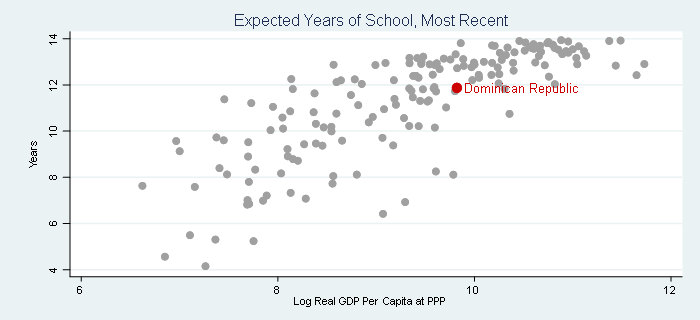 Expected Years of School, Most Recent
14
12
10
8
6
4
Years
Dominican Republic
6
8
10
12
Log Real GDP Per Capita at PPP